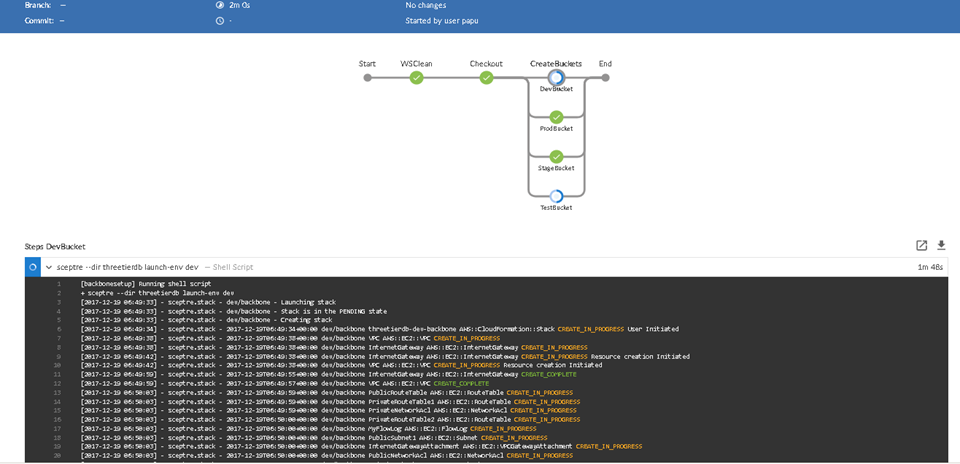 Branch: —
2m 0s
No changes
Commit: —
-
Started by user papu
Start
WSClean
Checkout
CreateBuckets
End
DevBucket
ProdBucket
StageBucket
TestBucket
Steps DevBucket
sceptre --dir threetierdb launch-env dev — Shell Script
1m 48s
1 [backbonesetup] Running shell script
2 + sceptre --dir threetierdb launch-env dev
3 [2017-12-19 06:49:33] - sceptre.stack - dev/backbone - Launching stack
4 [2017-12-19 06:49:33] - sceptre.stack - dev/backbone - Stack is in the PENDING state
5 [2017-12-19 06:49:33] - sceptre.stack - dev/backbone - Creating stack
6 [2017-12-19 06:49:34] - sceptre.stack - 2017-12-19T06:49:34+00:00 dev/backbone threetierdb-dev-backbone AWS::CloudFormation::Stack CREATE_IN_PROGRESS User Initiated
7 [2017-12-19 06:49:38] - sceptre.stack - 2017-12-19T06:49:38+00:00 dev/backbone VPC AWS::EC2::VPC CREATE_IN_PROGRESS
8 [2017-12-19 06:49:38] - sceptre.stack - 2017-12-19T06:49:38+00:00 dev/backbone InternetGateway AWS::EC2::InternetGateway CREATE_IN_PROGRESS
9 [2017-12-19 06:49:42] - sceptre.stack - 2017-12-19T06:49:38+00:00 dev/backbone InternetGateway AWS::EC2::InternetGateway CREATE_IN_PROGRESS Resource creation Initiated
10 [2017-12-19 06:49:42] - sceptre.stack - 2017-12-19T06:49:38+00:00 dev/backbone VPC AWS::EC2::VPC CREATE_IN_PROGRESS Resource creation Initiated
11 [2017-12-19 06:49:59] - sceptre.stack - 2017-12-19T06:49:55+00:00 dev/backbone InternetGateway AWS::EC2::InternetGateway CREATE_COMPLETE
12 [2017-12-19 06:49:59] - sceptre.stack - 2017-12-19T06:49:57+00:00 dev/backbone VPC AWS::EC2::VPC CREATE_COMPLETE
13 [2017-12-19 06:50:03] - sceptre.stack - 2017-12-19T06:49:59+00:00 dev/backbone PublicRouteTable AWS::EC2::RouteTable CREATE_IN_PROGRESS
14 [2017-12-19 06:50:03] - sceptre.stack - 2017-12-19T06:49:59+00:00 dev/backbone PrivateRouteTable1 AWS::EC2::RouteTable CREATE_IN_PROGRESS
15 [2017-12-19 06:50:03] - sceptre.stack - 2017-12-19T06:49:59+00:00 dev/backbone PrivateNetworkAcl AWS::EC2::NetworkAcl CREATE_IN_PROGRESS
16 [2017-12-19 06:50:03] - sceptre.stack - 2017-12-19T06:50:00+00:00 dev/backbone PrivateRouteTable2 AWS::EC2::RouteTable CREATE_IN_PROGRESS
17 [2017-12-19 06:50:03] - sceptre.stack - 2017-12-19T06:50:00+00:00 dev/backbone MyFlowLog AWS::EC2::FlowLog CREATE_IN_PROGRESS
18 [2017-12-19 06:50:03] - sceptre.stack - 2017-12-19T06:50:00+00:00 dev/backbone PublicSubnet1 AWS::EC2::Subnet CREATE_IN_PROGRESS
19 [2017-12-19 06:50:03] - sceptre.stack - 2017-12-19T06:50:00+00:00 dev/backbone InternetGatewayAttachment AWS::EC2::VPCGatewayAttachment CREATE_IN_PROGRESS
20 [2017-12-19 06:50:03] - sceptre.stack - 2017-12-19T06:50:00+00:00 dev/backbone PublicNetworkAcl AWS::EC2::NetworkAcl CREATE_IN_PROGRESS